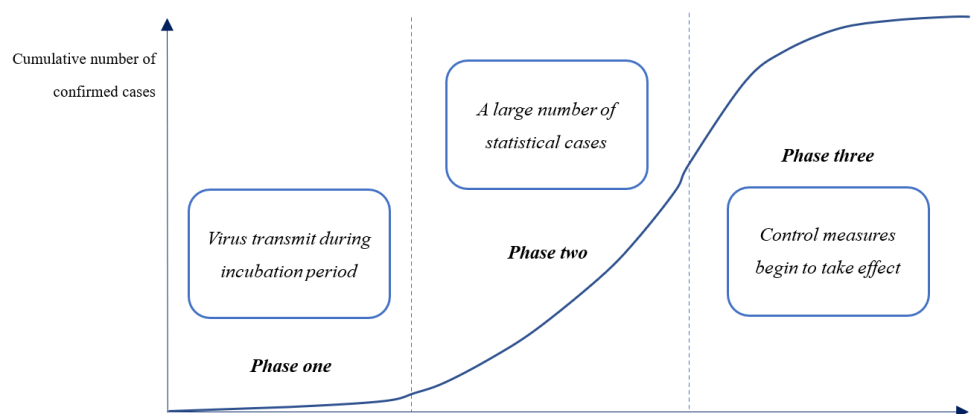 Cumulative number of
confirmed cases
Virus transmit during
incubation period
Phase one
A large number of
statistical cases
Phase two
Phase three
Control measures
begin to take effect